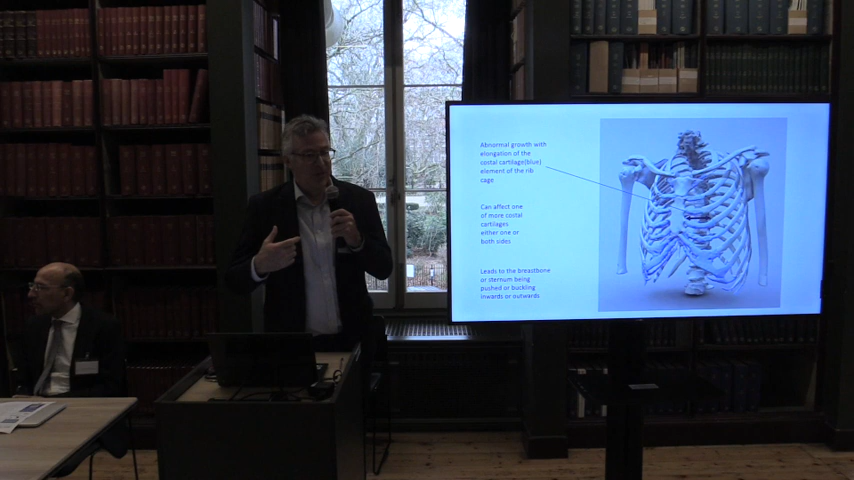 Abnormal growth with
elongation of the
costal cartilage(blue)
element of the rib
cage
Can affect one
of more costal
cartilages
either one or
both sides
Leads to the breastbone
or sternum being
pushed or buckling
inwards or outwards